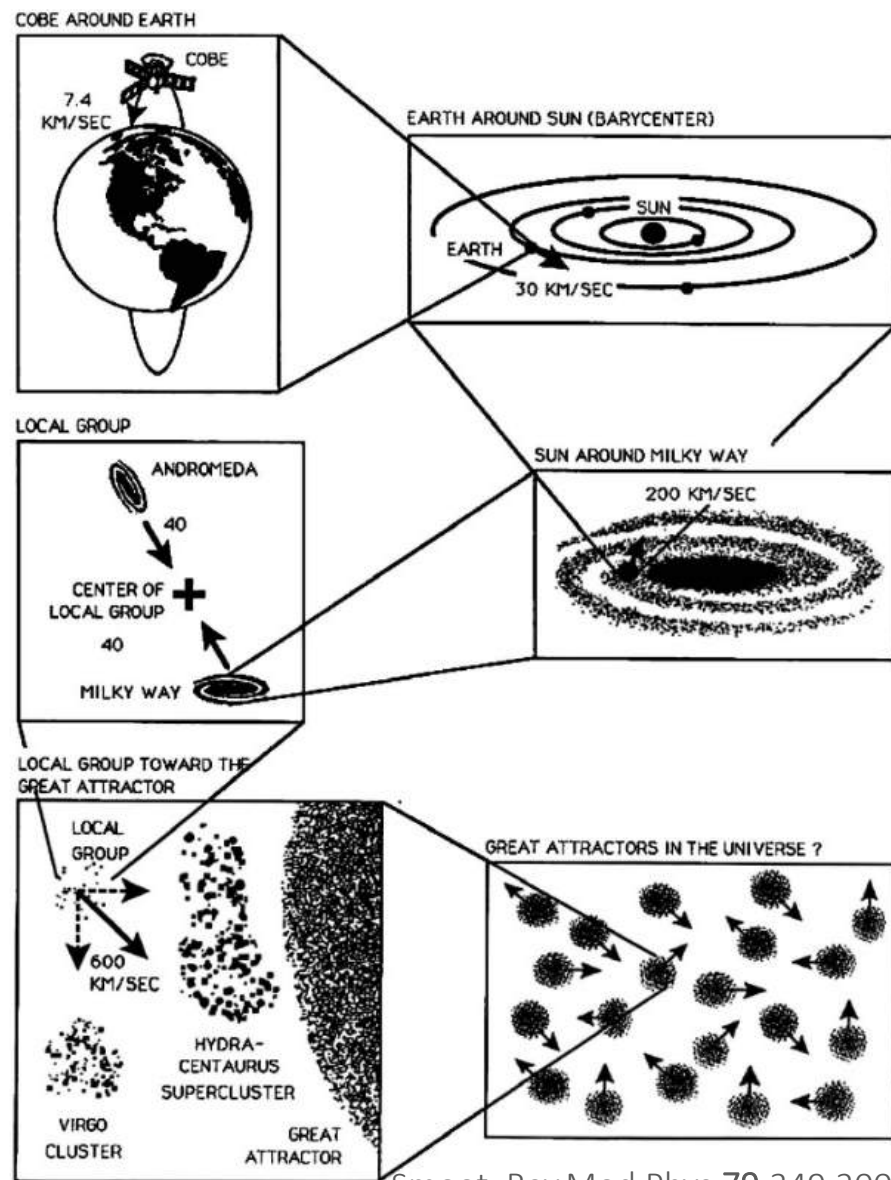 COBE AROUND EARTH
COBE
7.4
KM/SEC
EARTH AROUND SUN (BARYCENTER)
SUN
EARTH
30 KM/SEC
LOCAL GROUP
ANDROMEDA
40
CENTER OF
LOCAL GROUP
40
MILKY WAY
SUN AROUND MILKY WAY
200 KM/SEC
LOCAL GROUP TOWARD THE
GREAT ATTRACTOR
LOCAL
GROUP
600
KM/SEC
HYDRA-
CENTAURUS
SUPERCLUSTER
VIRGO
CLUSTER
GREAT
ATTRACTOR
GREAT ATTRACTORS IN THE UNIVERSE ?